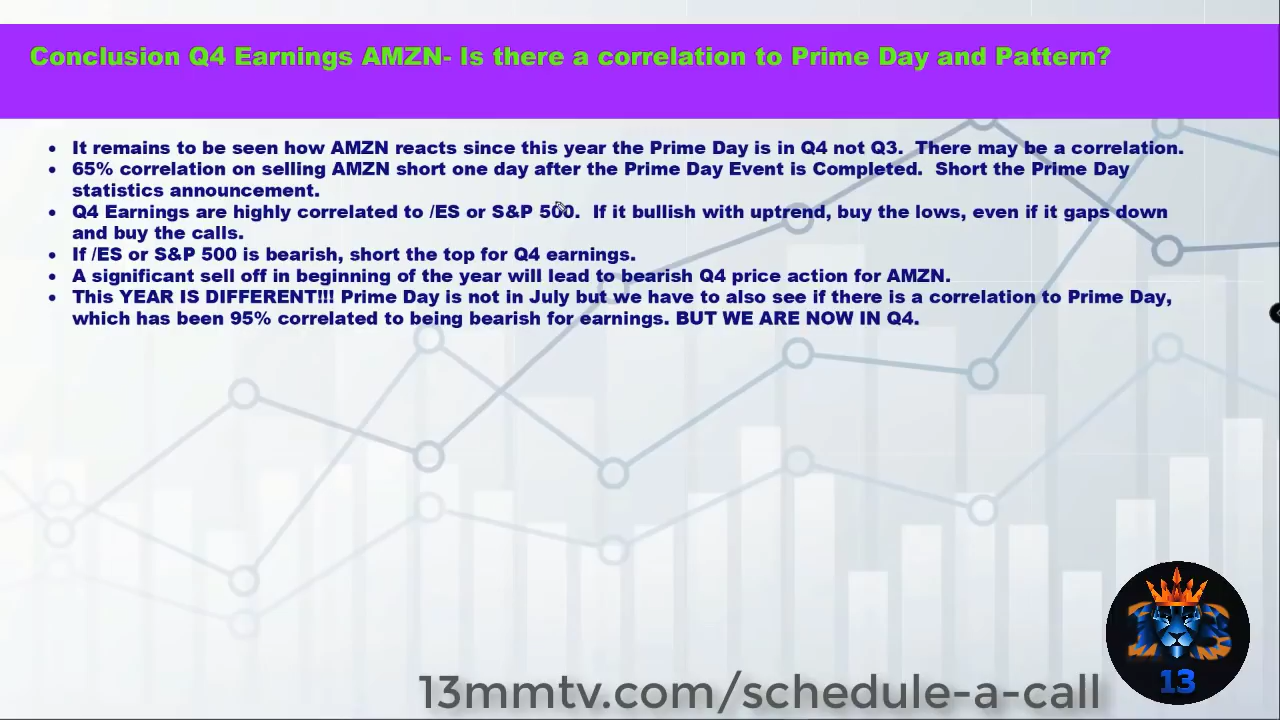 Conclusion Q4 Earnings AMZN- Is there a correlation to Prime Day and Pattern?
• It remains to be seen how AMZN reacts since this year the Prime Day is in Q4 not Q3.  There may be a correlation.
• 65% correlation on selling AMZN short one day after the Prime Day Event is Completed.  Short the Prime Day
statistics announcement.
• Q4 Earnings are highly correlated to /ES or S&P 500.  If it bullish with uptrend, buy the lows, even if it gaps down
and buy the calls.
• If /ES or S&P 500 is bearish, short the top for Q4 earnings.
• A significant sell off in beginning of the year will lead to bearish Q4 price action for AMZN.
• This YEAR IS DIFFERENT!!! Prime Day is not in July but we have to also see if there is a correlation to Prime Day,
which has been 95% correlated to being bearish for earnings. BUT WE ARE NOW IN Q4.
13
13
13mmtv.com/schedule-a-call